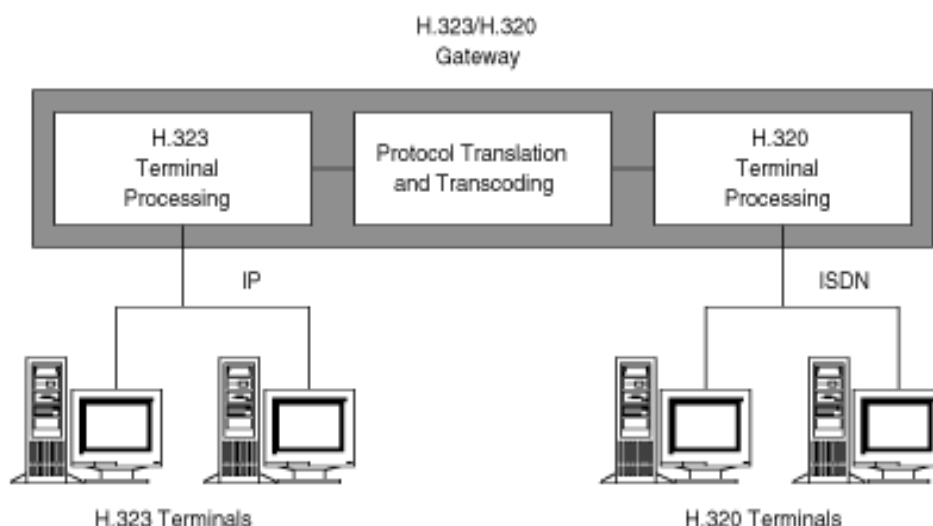 H.323/H.320
Gateway
H.323
Terminal
Processing
Protocol Translation
and Transcoding
H.320
Terminal
Processing
IP
ISDN
H.323 Terminals
H.320 Terminals